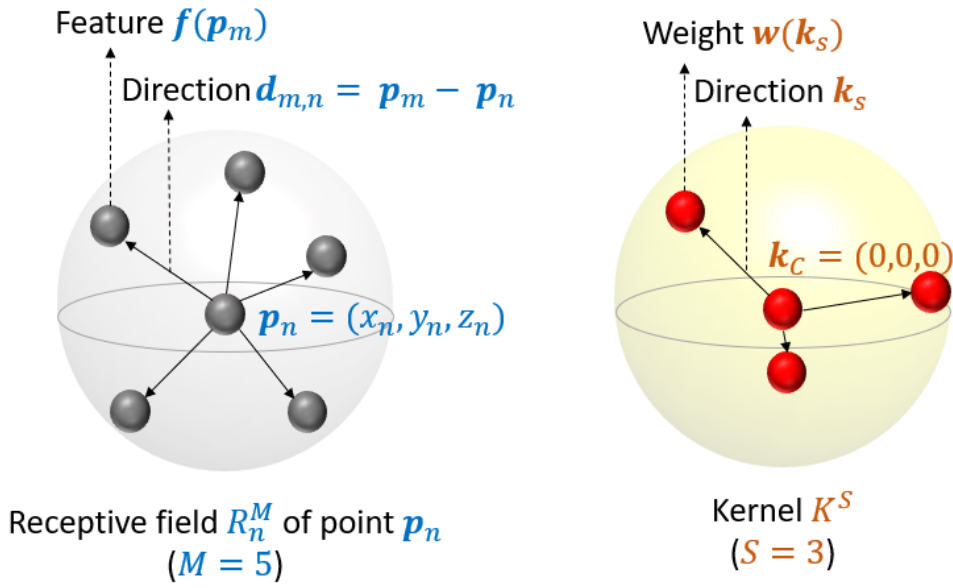 Feature f(pₘ)
Direction dₘ,ₙ = pₘ − pₙ
pₙ = (xₙ, yₙ, zₙ)
Receptive field Rₙᴹ of point pₙ
(M = 5)
Weight w(kₛ)
Direction kₛ
k_C = (0,0,0)
Kernel Kˢ
(S = 3)